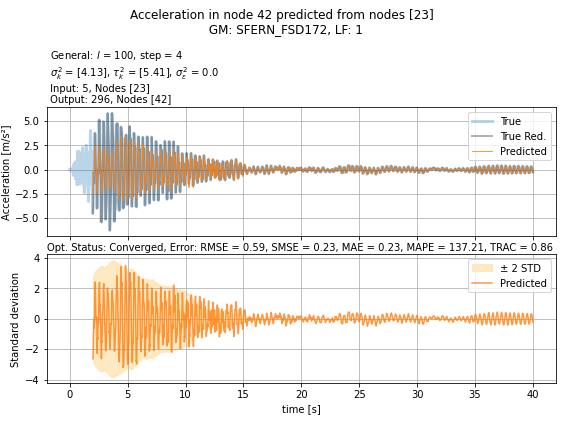 Acceleration in node 42 predicted from nodes [23]
GM: SFERN_FSD172, LF: 1
General: l = 100, step = 4
σ²ₖ = [4.13], τ²ₖ = [5.41], σ²ε = 0.0
Input: 5, Nodes [23]
Output: 296, Nodes [42]
Acceleration [m/s²]
5.0
2.5
0.0
−2.5
−5.0
True
True Red.
Predicted
Opt. Status: Converged, Error: RMSE = 0.59, SMSE = 0.23, MAE = 0.23, MAPE = 137.21, TRAC = 0.86
Standard deviation
4
2
0
−2
−4
± 2 STD
Predicted
0 5 10 15 20 25 30 35 40
time [s]